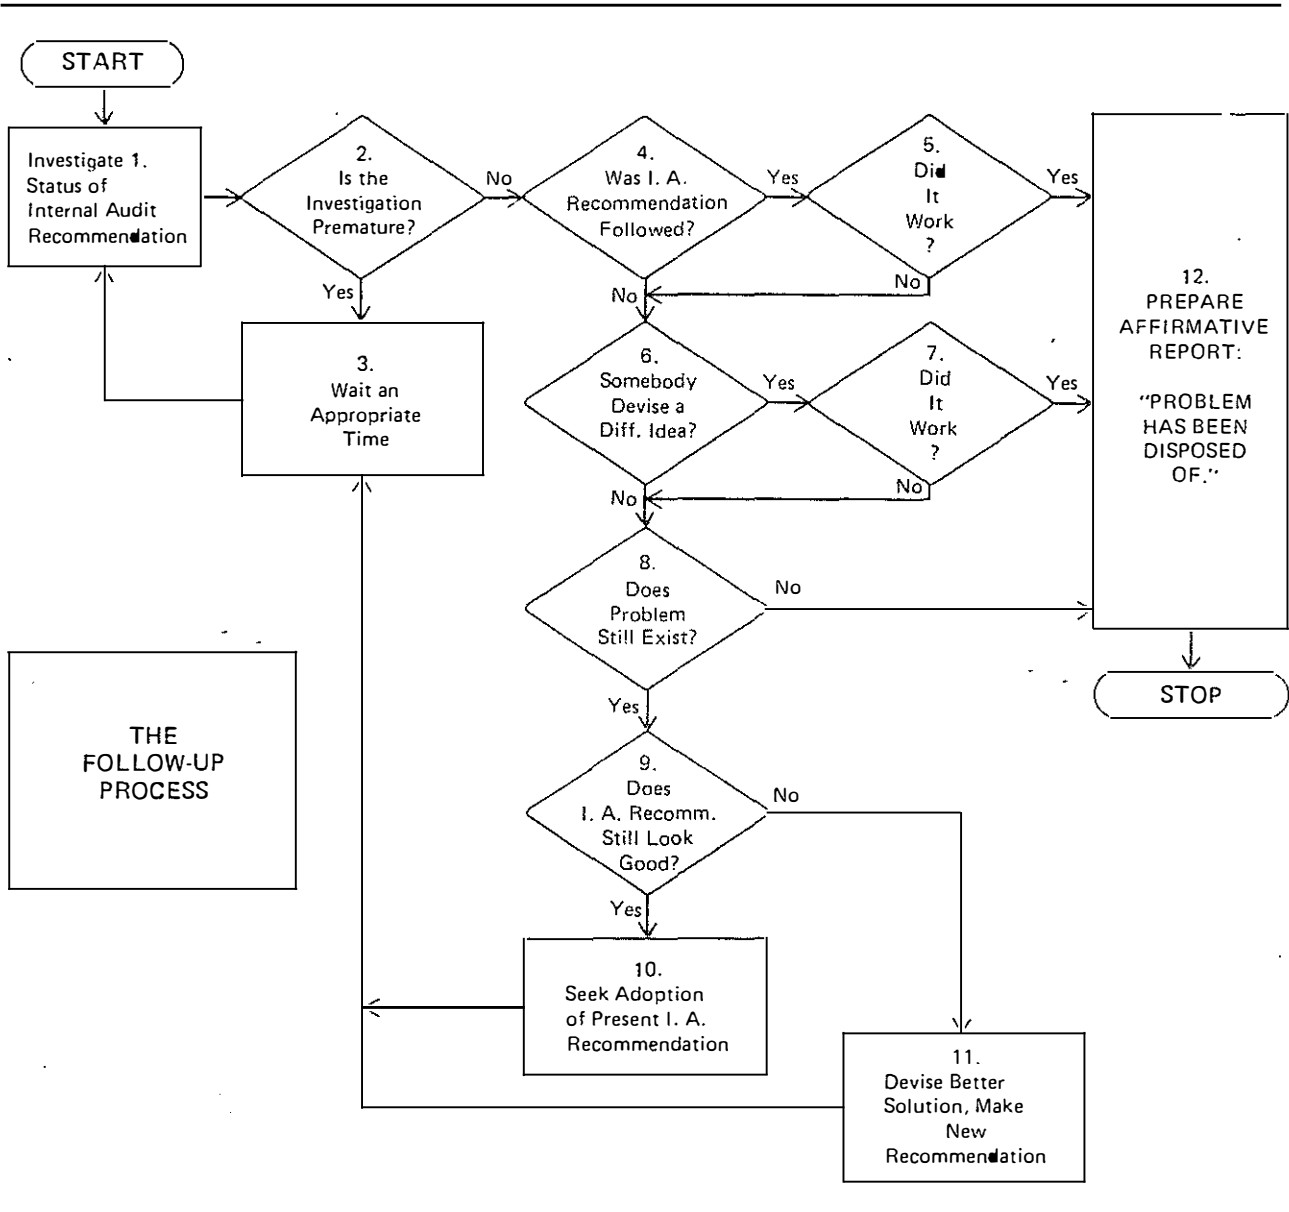 START
Investigate 1.
Status of
Internal Audit
Recommendation
2.
Is the
Investigation
Premature?
No
Yes
3.
Wait an
Appropriate
Time
4.
Was I. A.
Recommendation
Followed?
Yes
No
5.
Did
It
Work
?
Yes
No
6.
Somebody
Devise a
Diff. Idea?
Yes
No
7.
Did
It
Work
?
Yes
No
8.
Does
Problem
Still Exist?
No
Yes
9.
Does
I. A. Recomm.
Still Look
Good?
No
Yes
10.
Seek Adoption
of Present I. A.
Recommendation
11.
Devise Better
Solution, Make
New
Recommendation
12.
PREPARE
AFFIRMATIVE
REPORT:
"PROBLEM
HAS BEEN
DISPOSED
OF."
STOP
THE
FOLLOW-UP
PROCESS